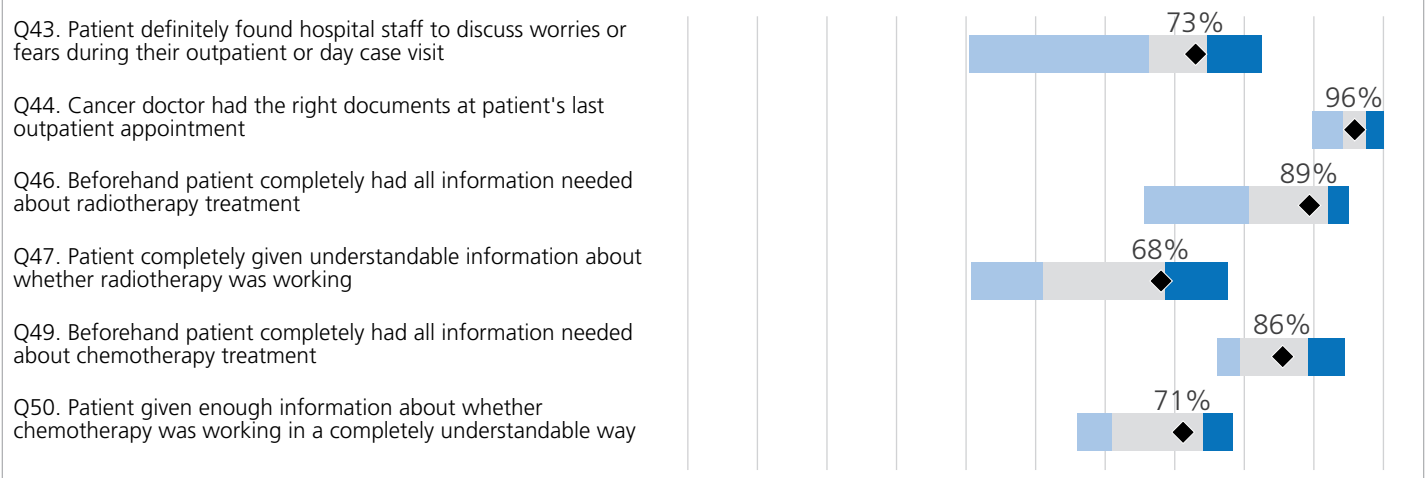 Q43. Patient definitely found hospital staff to discuss worries or
fears during their outpatient or day case visit
73%
Q44. Cancer doctor had the right documents at patient's last
outpatient appointment
96%
Q46. Beforehand patient completely had all information needed
about radiotherapy treatment
89%
Q47. Patient completely given understandable information about
whether radiotherapy was working
68%
Q49. Beforehand patient completely had all information needed
about chemotherapy treatment
86%
Q50. Patient given enough information about whether
chemotherapy was working in a completely understandable way
71%